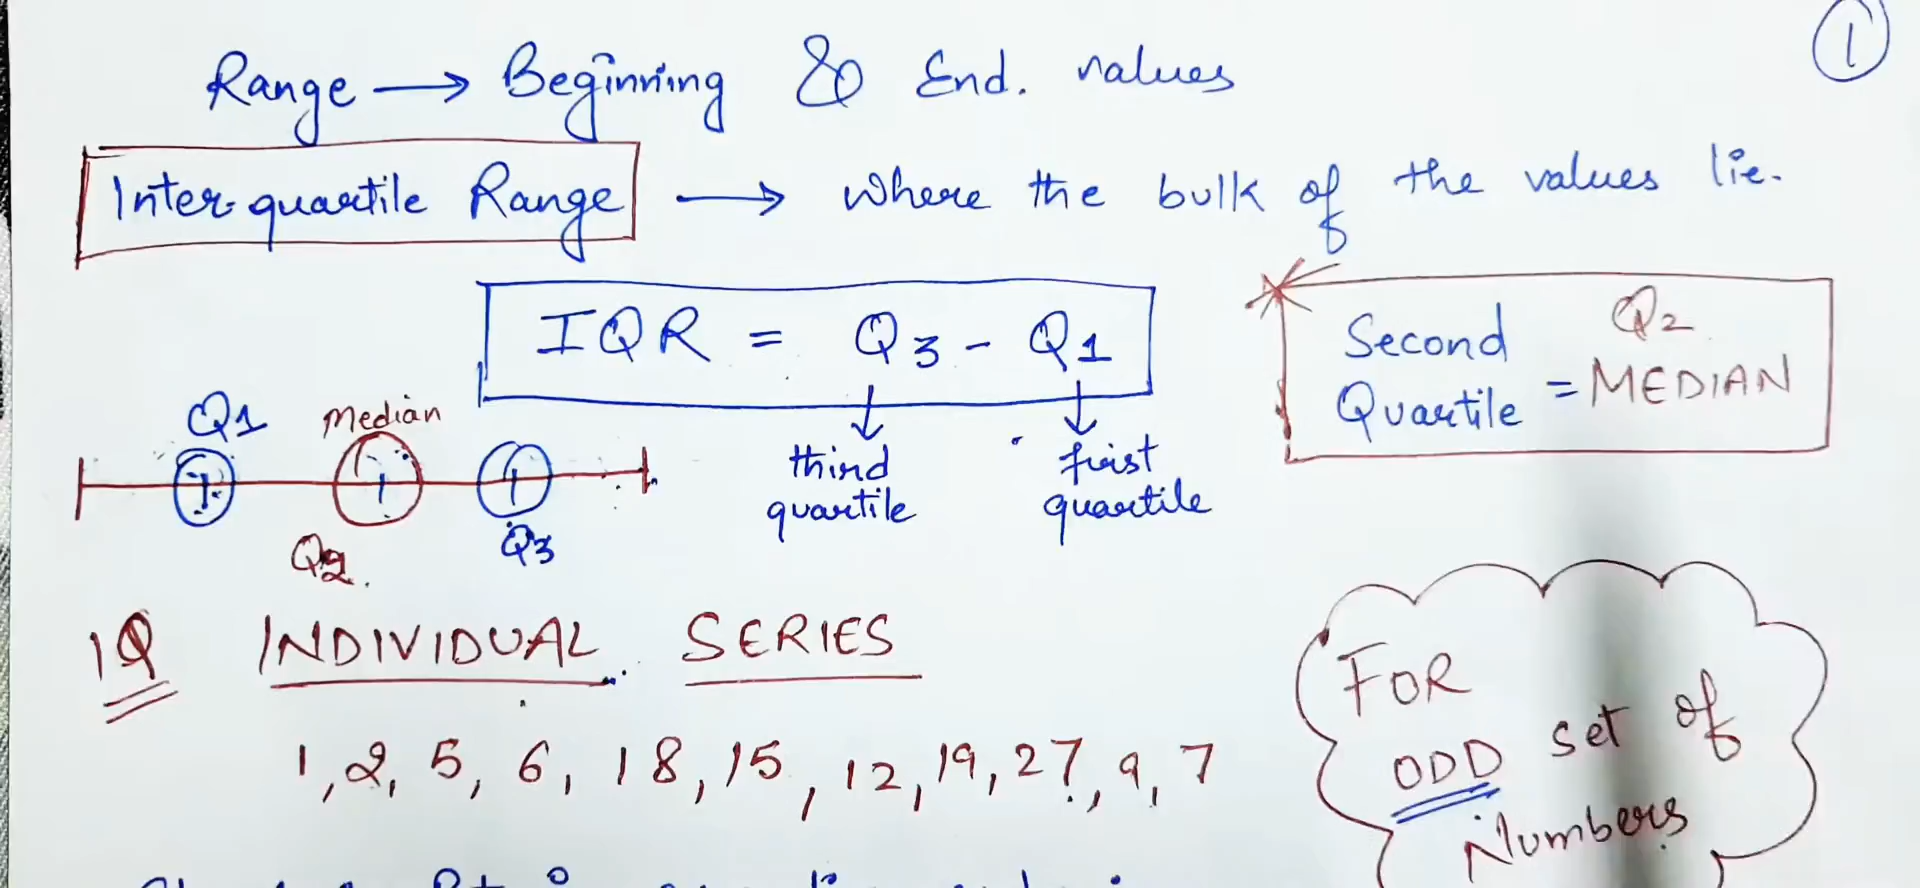 1
Range → Beginning & End. values
Inter-quartile Range → Where the bulk of the values lie.
IQR = Q3 - Q1
third quartile
first quartile
Second Quartile = Q2 MEDIAN
Q1 Median
Q2. Q3
1Q INDIVIDUAL SERIES
1, 2, 5, 6, 18, 15, 12, 19, 27, 9, 7
FOR
ODD set of
Numbers